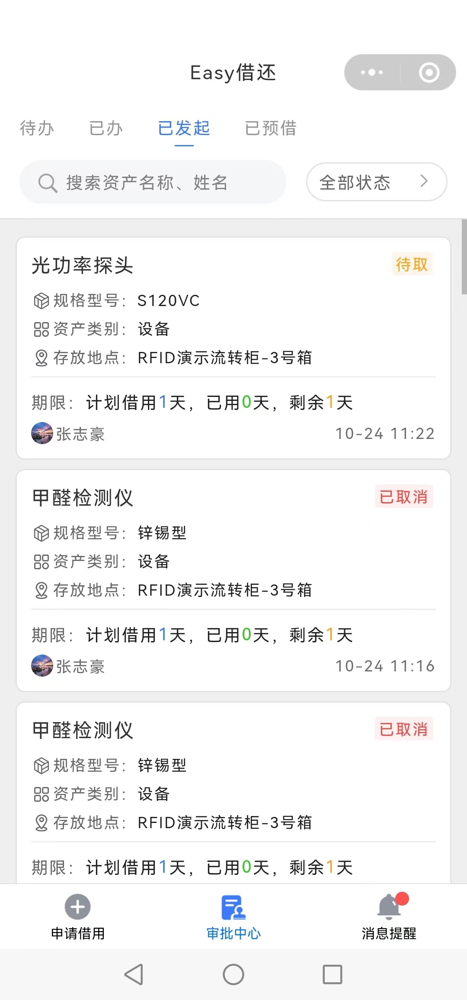 Easy借还
待办 已办 已发起 已预借
搜索资产名称、姓名 全部状态
光功率探头 待取
规格型号： S120VC
资产类别： 设备
存放地点： RFID演示流转柜-3号箱
期限： 计划借用1天，已用0天，剩余1天
张志豪 10-24 11:22
甲醛检测仪 已取消
规格型号： 锌锡型
资产类别： 设备
存放地点： RFID演示流转柜-3号箱
期限： 计划借用1天，已用0天，剩余1天
张志豪 10-24 11:16
甲醛检测仪 已取消
规格型号： 锌锡型
资产类别： 设备
存放地点： RFID演示流转柜-3号箱
期限： 计划借用1天，已用0天，剩余1天
申请借用 审批中心 消息提醒